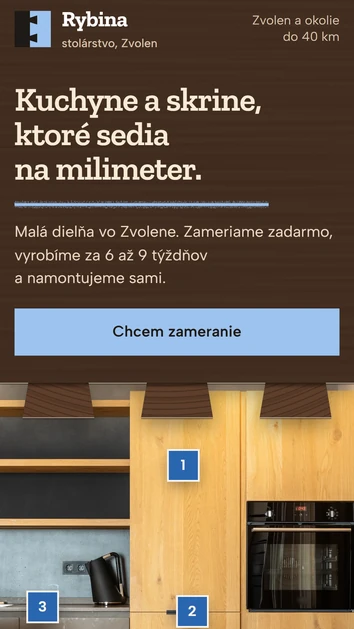 Rybina
stolárstvo, Zvolen
Zvolen a okolie
do 40 km
Kuchyne a skrine,
ktoré sedia
na milimeter.
Malá dielňa vo Zvolene. Zameriame zadarmo,
vyrobíme za 6 až 9 týždňov
a namontujeme sami.
Chcem zameranie
1
3
2